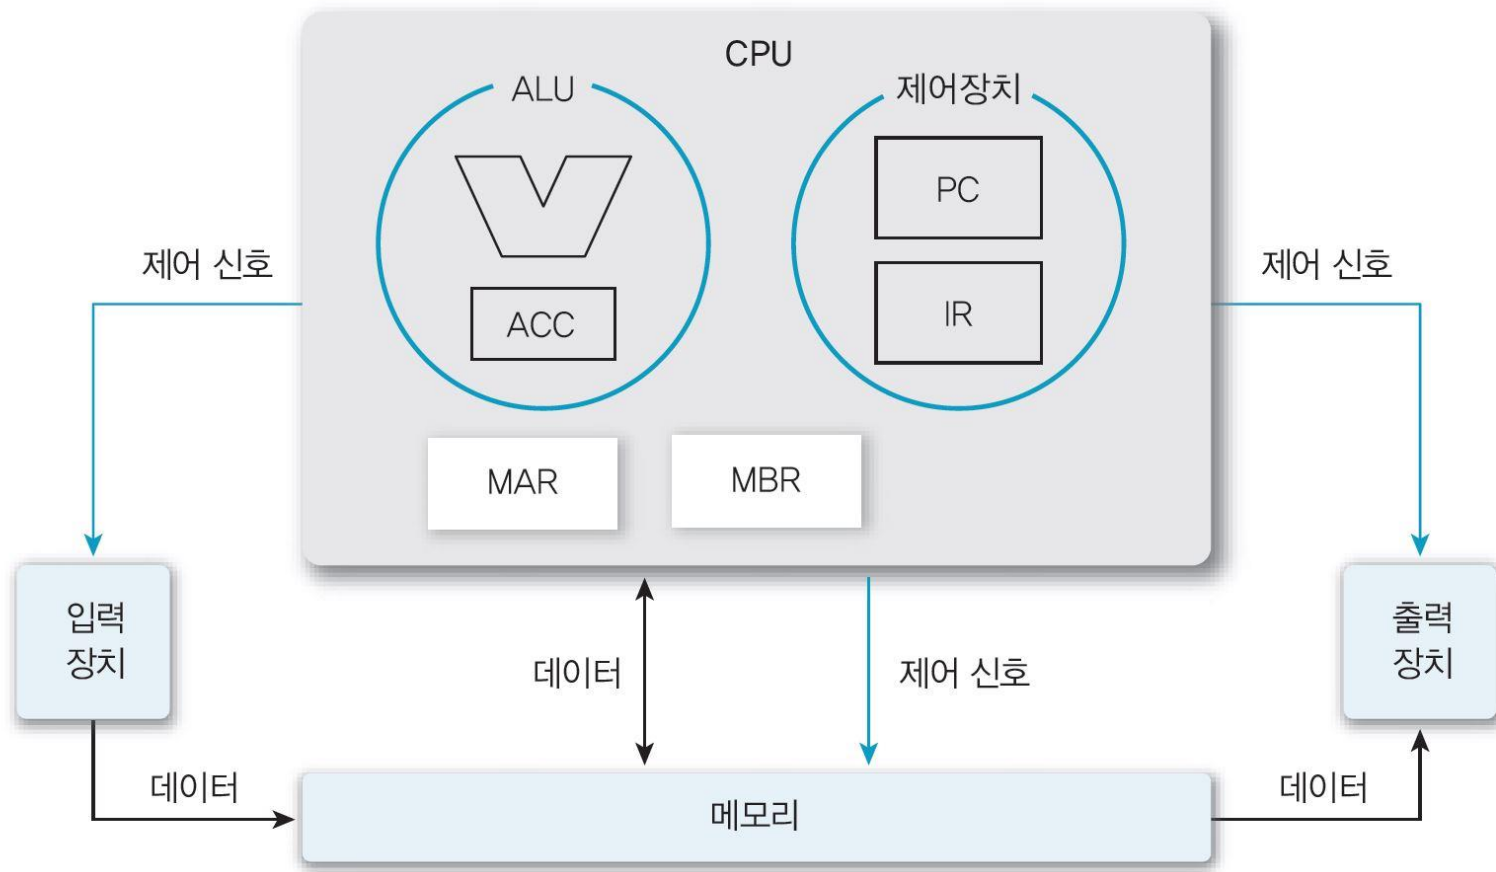 CPU
ALU
제어장치
PC
제어 신호
제어 신호
ACC
IR
MAR
MBR
입력
장치
출력
장치
데이터
제어 신호
데이터
메모리
데이터